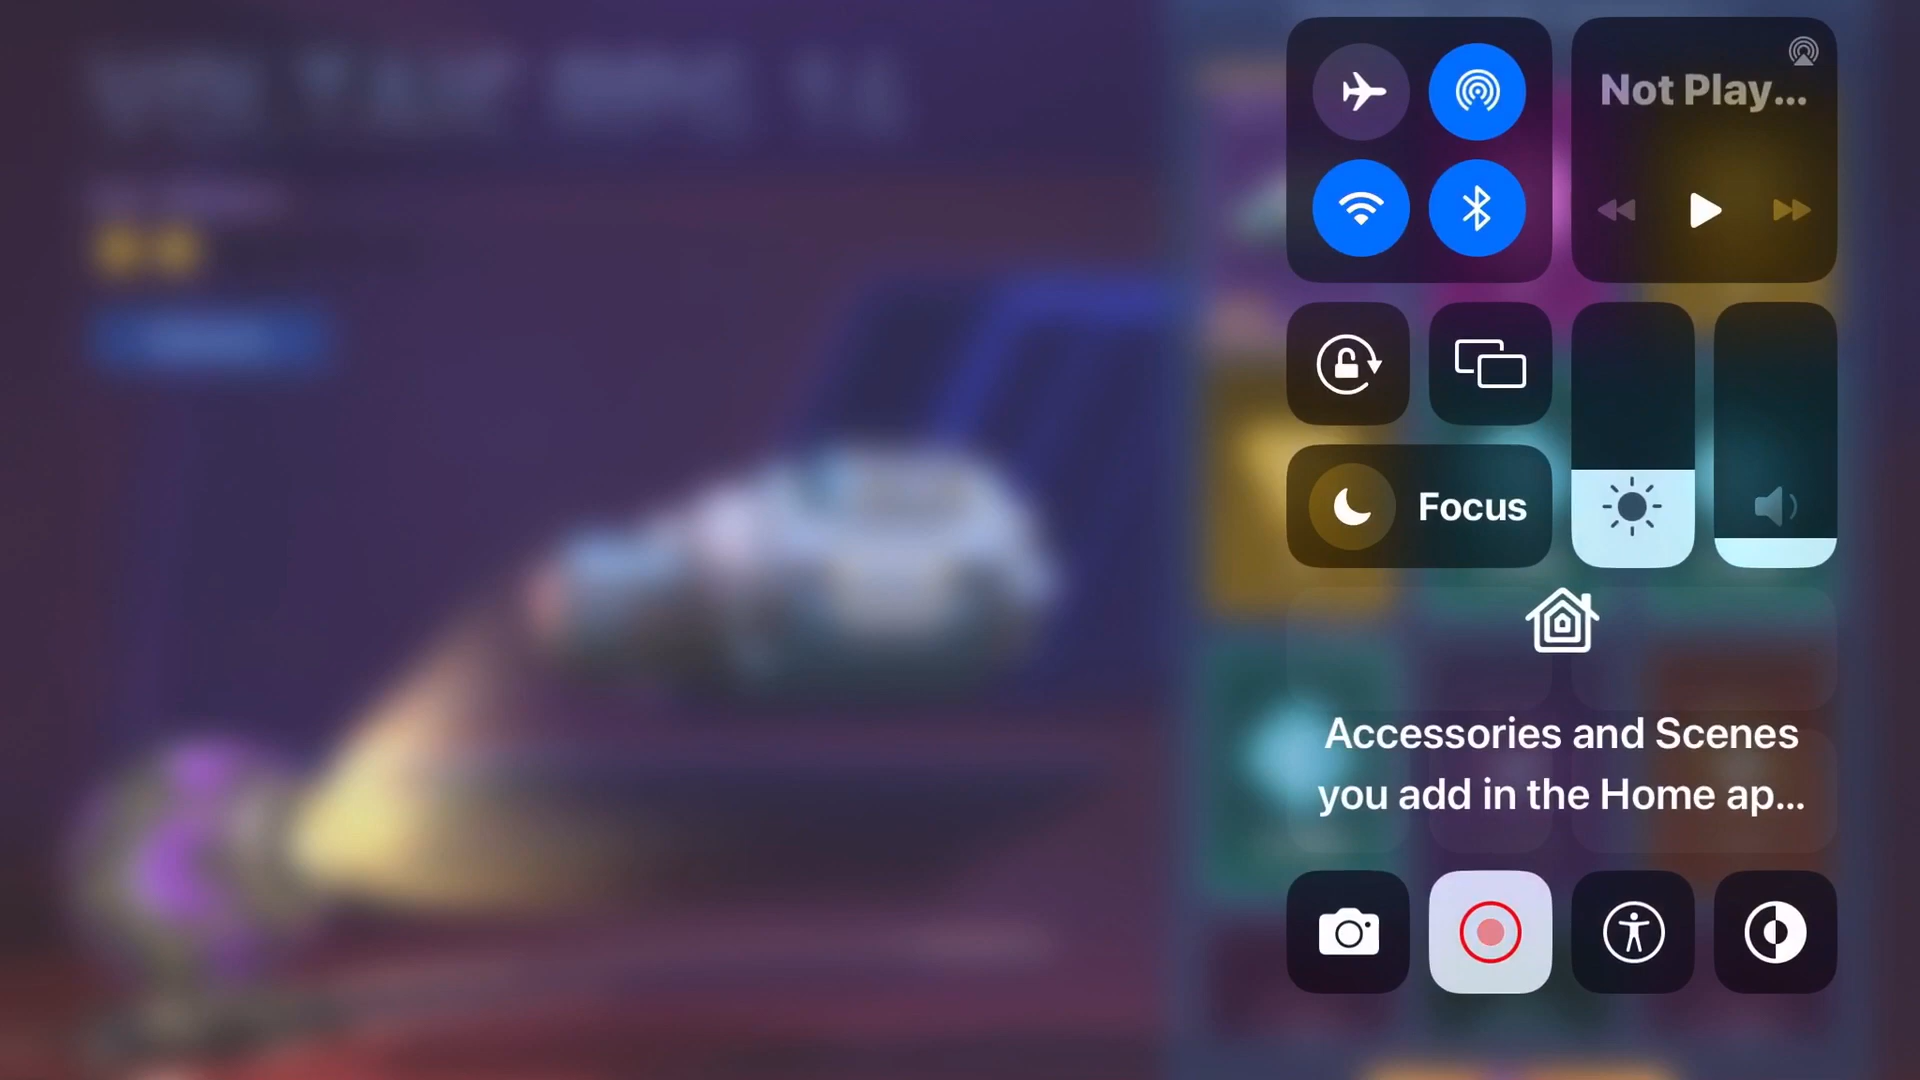 Not Play...
Focus
Accessories and Scenes
you add in the Home ap...